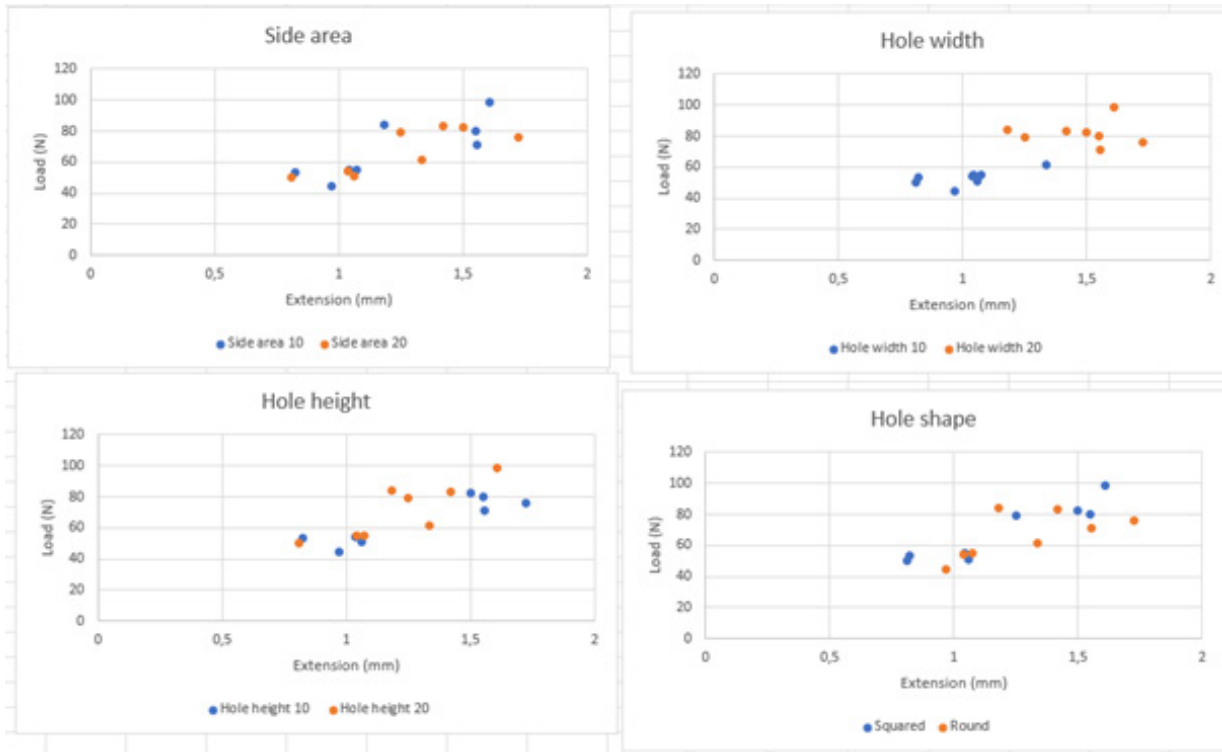 Side area
120
100
80
60
40
20
0
Load (N)
0 0,5 1 1,5 2
Extension (mm)
Side area 10 Side area 20
Hole width
120
100
80
60
40
20
0
Load (N)
0 0,5 1 1,5 2
Extension (mm)
Hole width 10 Hole width 20
Hole height
120
100
80
60
40
20
0
Load (N)
0 0,5 1 1,5 2
Extension (mm)
Hole height 10 Hole height 20
Hole shape
120
100
80
60
40
20
0
Load (N)
0 0,5 1 1,5 2
Extension (mm)
Squared Round